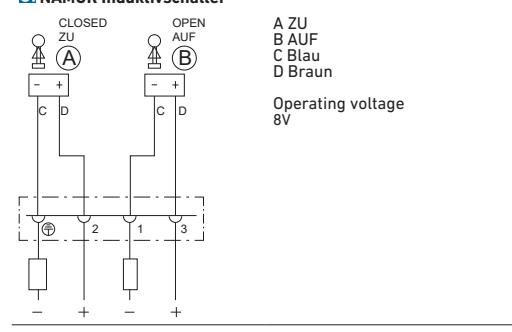 NAMUR Induktivschalter
CLOSED
ZU
OPEN
AUF
A
B
- +
- +
C D
C D
2 1 3
- + - +
A ZU
B AUF
C Blau
D Braun
Operating voltage
8V